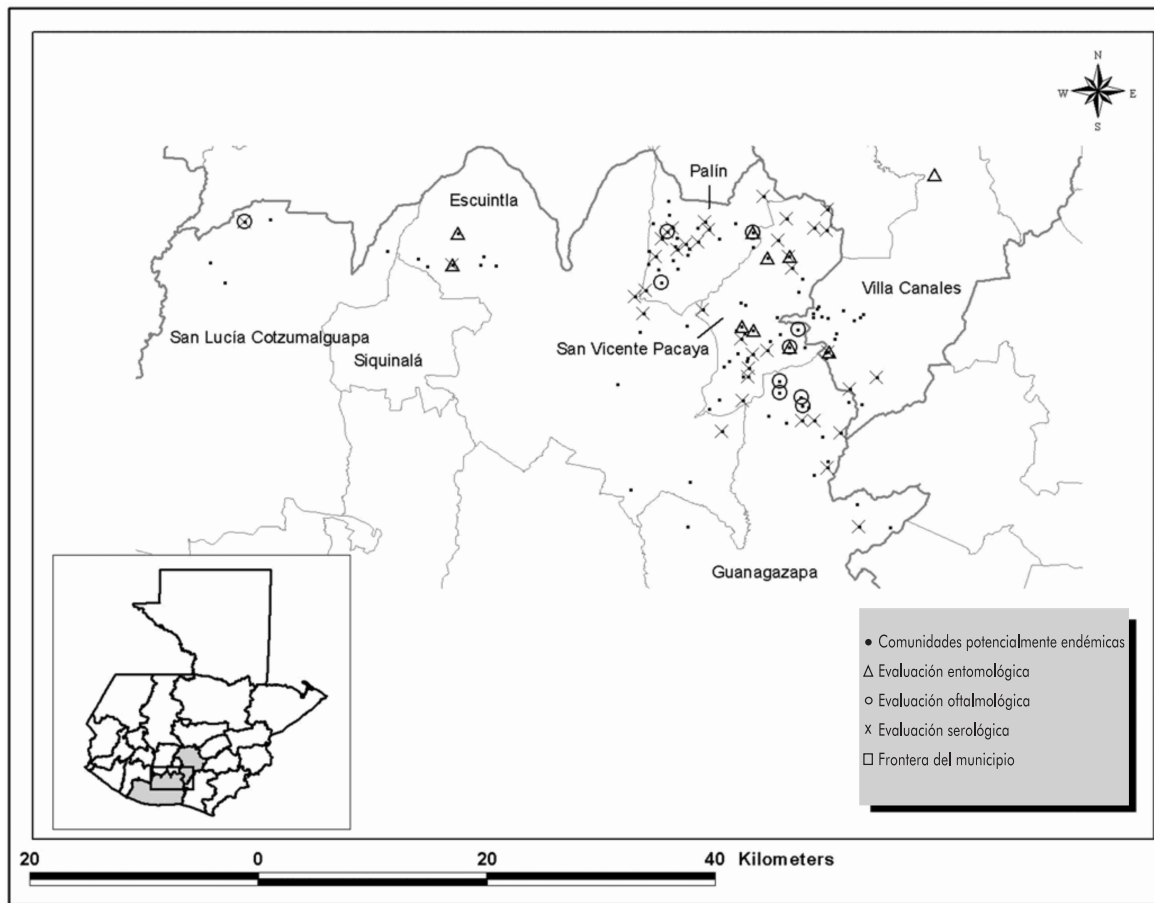 N
W E
S
Palín
Escuintla
Villa Canales
San Lucía Cotzumalguapa
San Vicente Pacaya
Siquinalá
Guanagazapa
• Comunidades potencialmente endémicas
△ Evaluación entomológica
○ Evaluación oftalmológica
x Evaluación serológica
□ Frontera del municipio
20 0 20 40 Kilometers